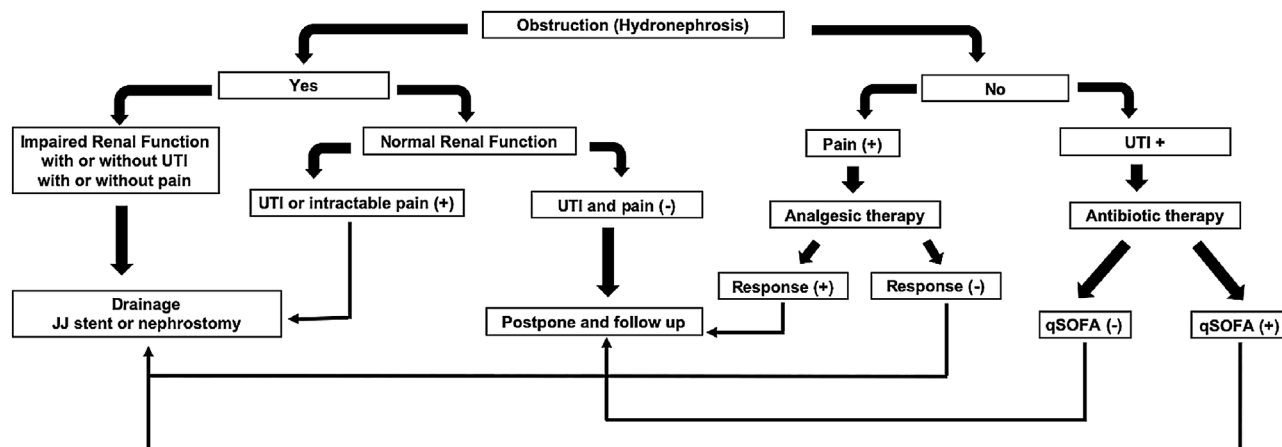 Obstruction (Hydronephrosis)
Yes
No
Impaired Renal Function
with or without UTI
with or without pain
Normal Renal Function
Pain (+)
UTI +
UTI or intractable pain (+)
UTI and pain (-)
Analgesic therapy
Antibiotic therapy
Response (+)
Response (-)
Drainage
JJ stent or nephrostomy
Postpone and follow up
qSOFA (-)
qSOFA (+)